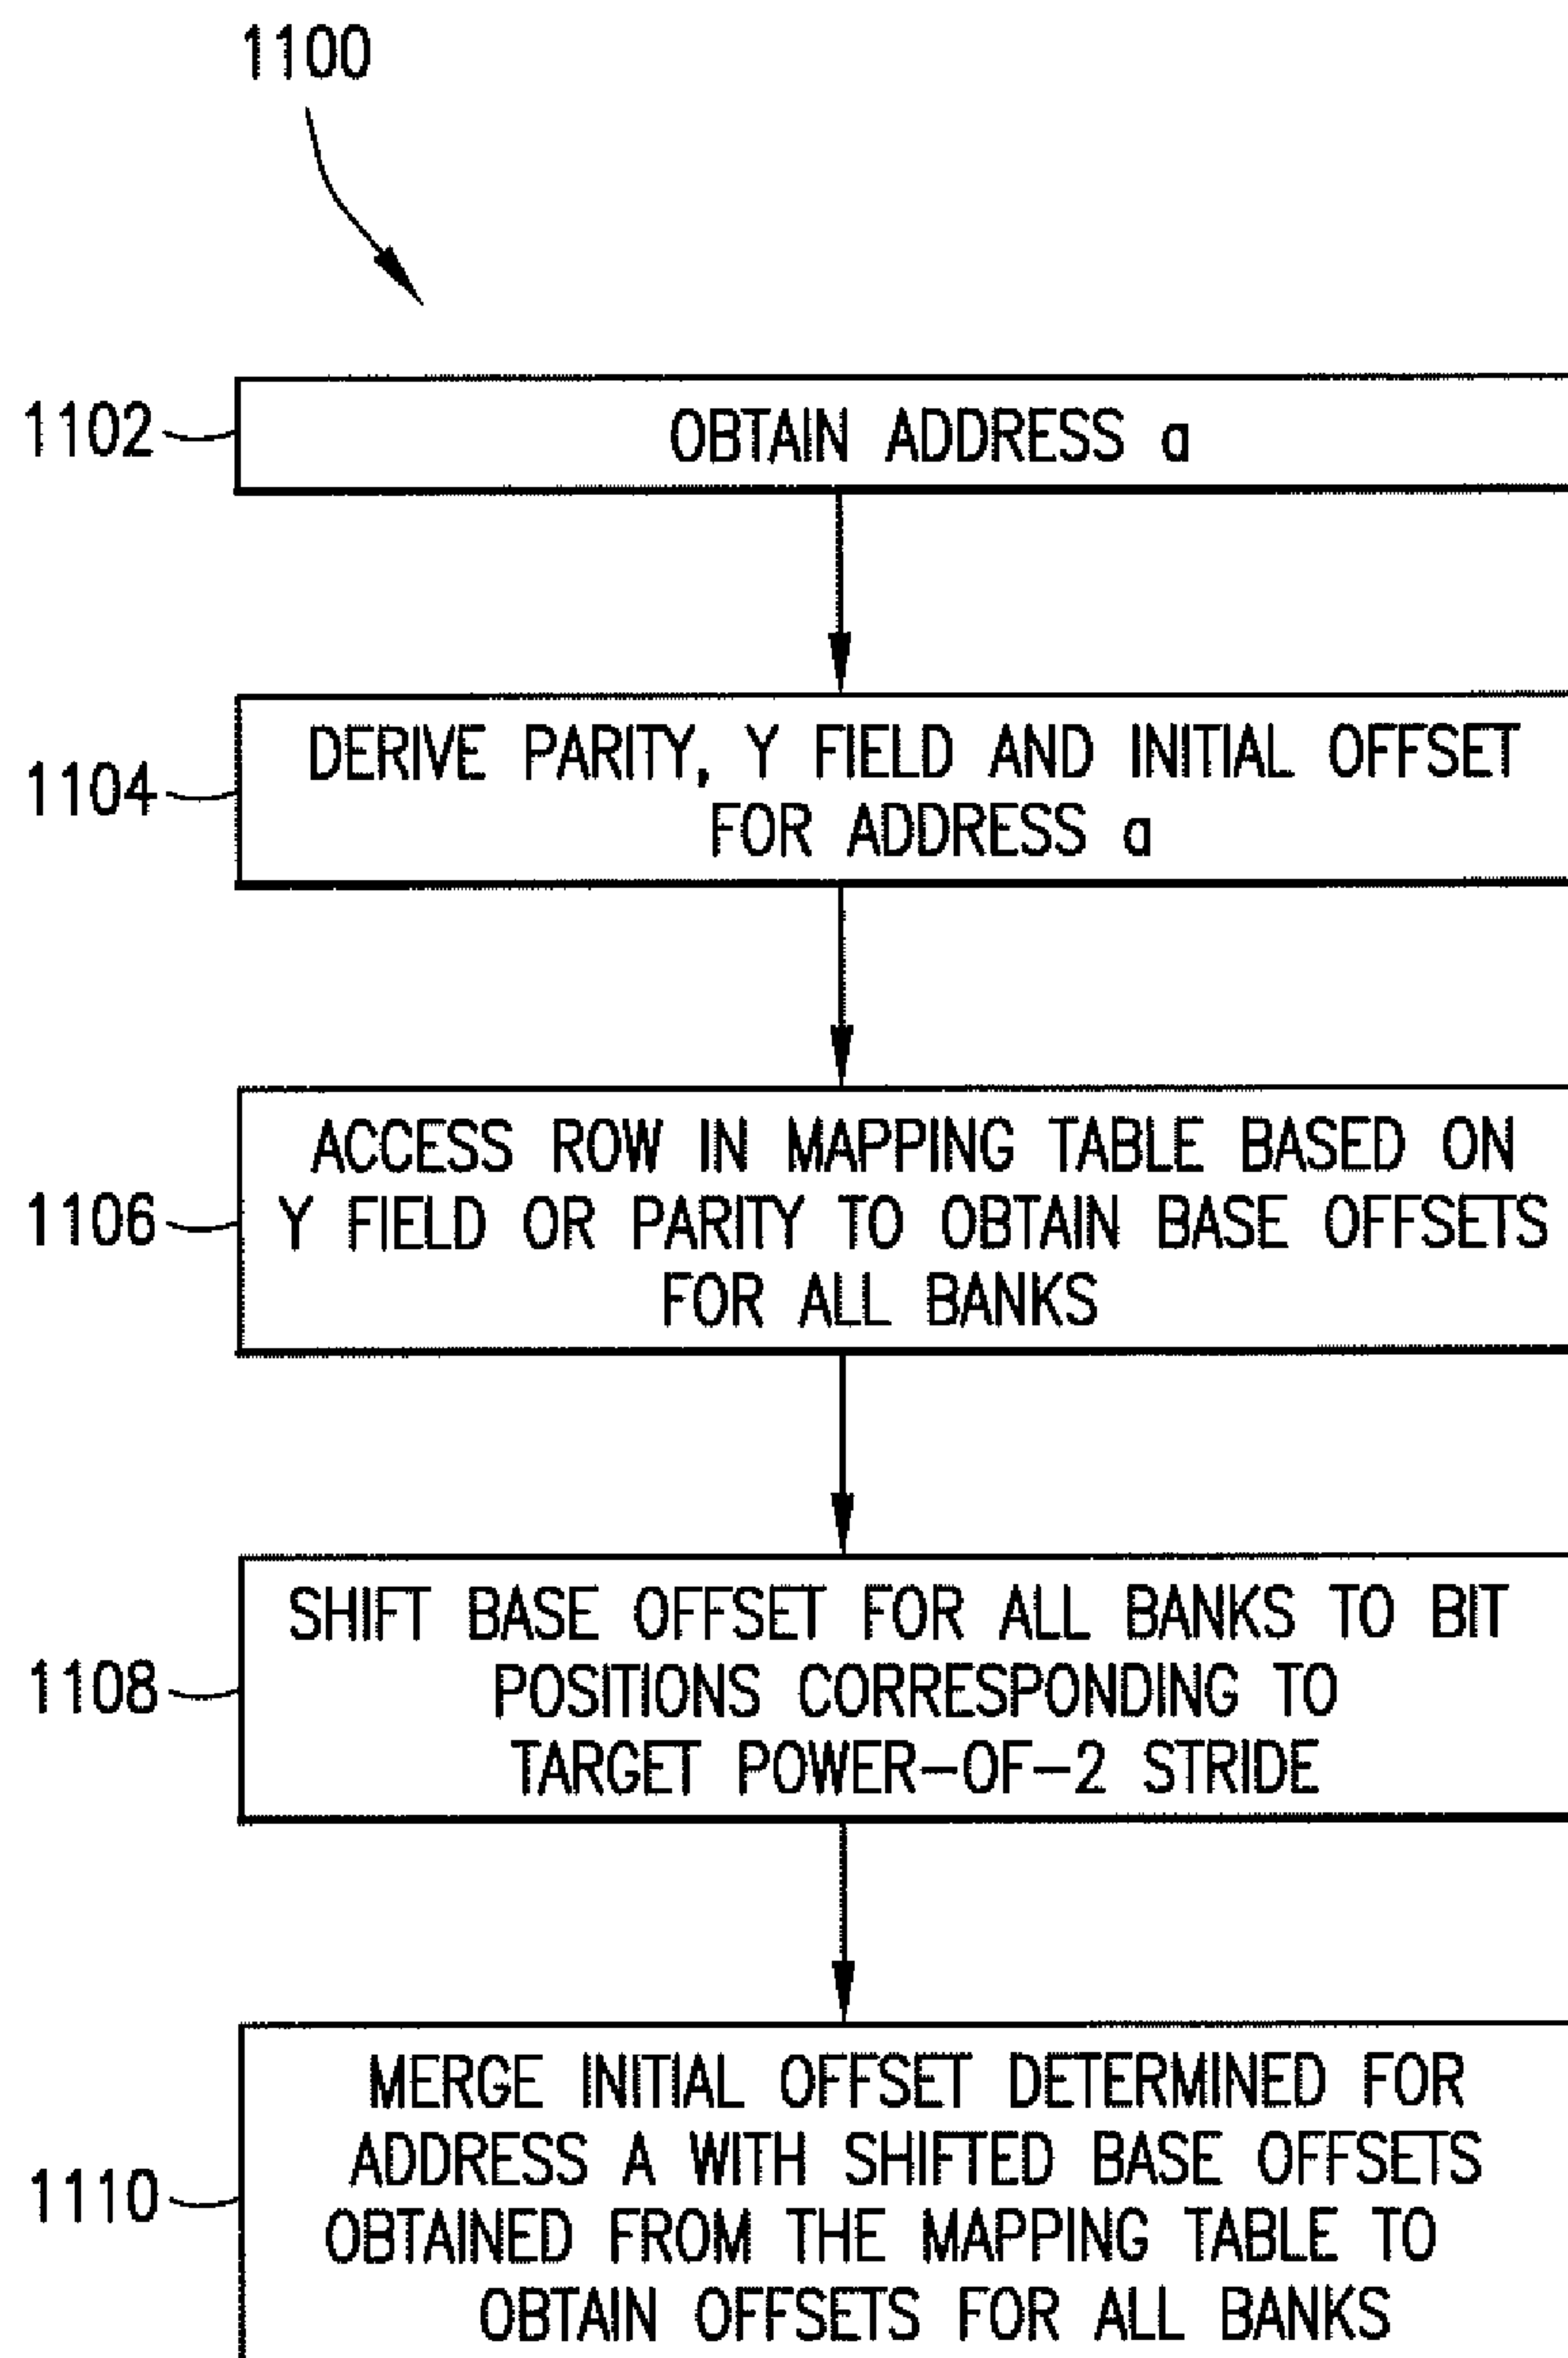 1100
1102
OBTAIN ADDRESS a
1104
DERIVE PARITY, Y FIELD AND INITIAL OFFSET
FOR ADDRESS a
1106
ACCESS ROW IN MAPPING TABLE BASED ON
Y FIELD OR PARITY TO OBTAIN BASE OFFSETS
FOR ALL BANKS
1108
SHIFT BASE OFFSET FOR ALL BANKS TO BIT
POSITIONS CORRESPONDING TO
TARGET POWER-OF-2 STRIDE
1110
MERGE INITIAL OFFSET DETERMINED FOR
ADDRESS A WITH SHIFTED BASE OFFSETS
OBTAINED FROM THE MAPPING TABLE TO
OBTAIN OFFSETS FOR ALL BANKS